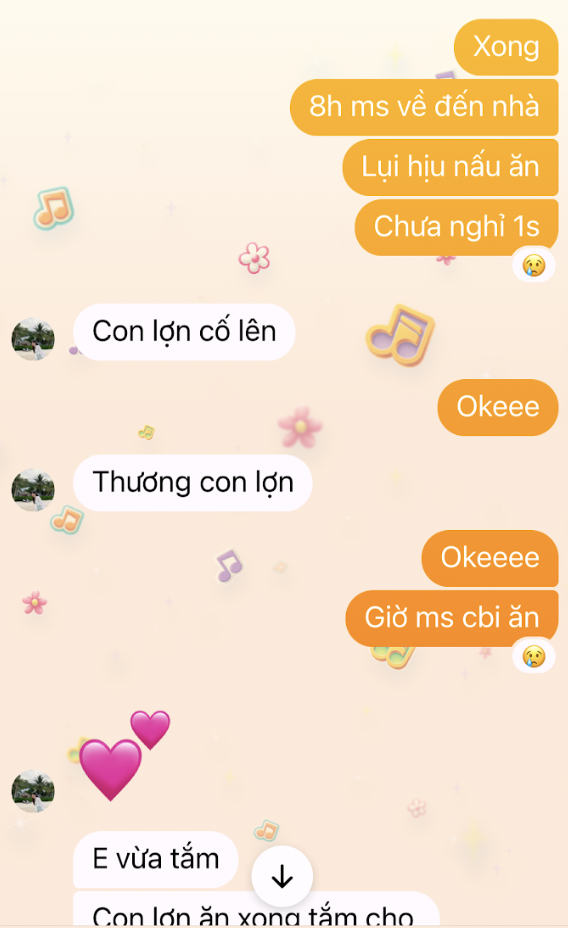 Xong
8h ms về đến nhà
Lụi hịu nấu ăn
Chưa nghỉ 1s
Con lợn cố lên
Okeee
Thương con lợn
Okeeee
Giờ ms cbi ăn
E vừa tắm
Con lợn ăn xong tắm cho